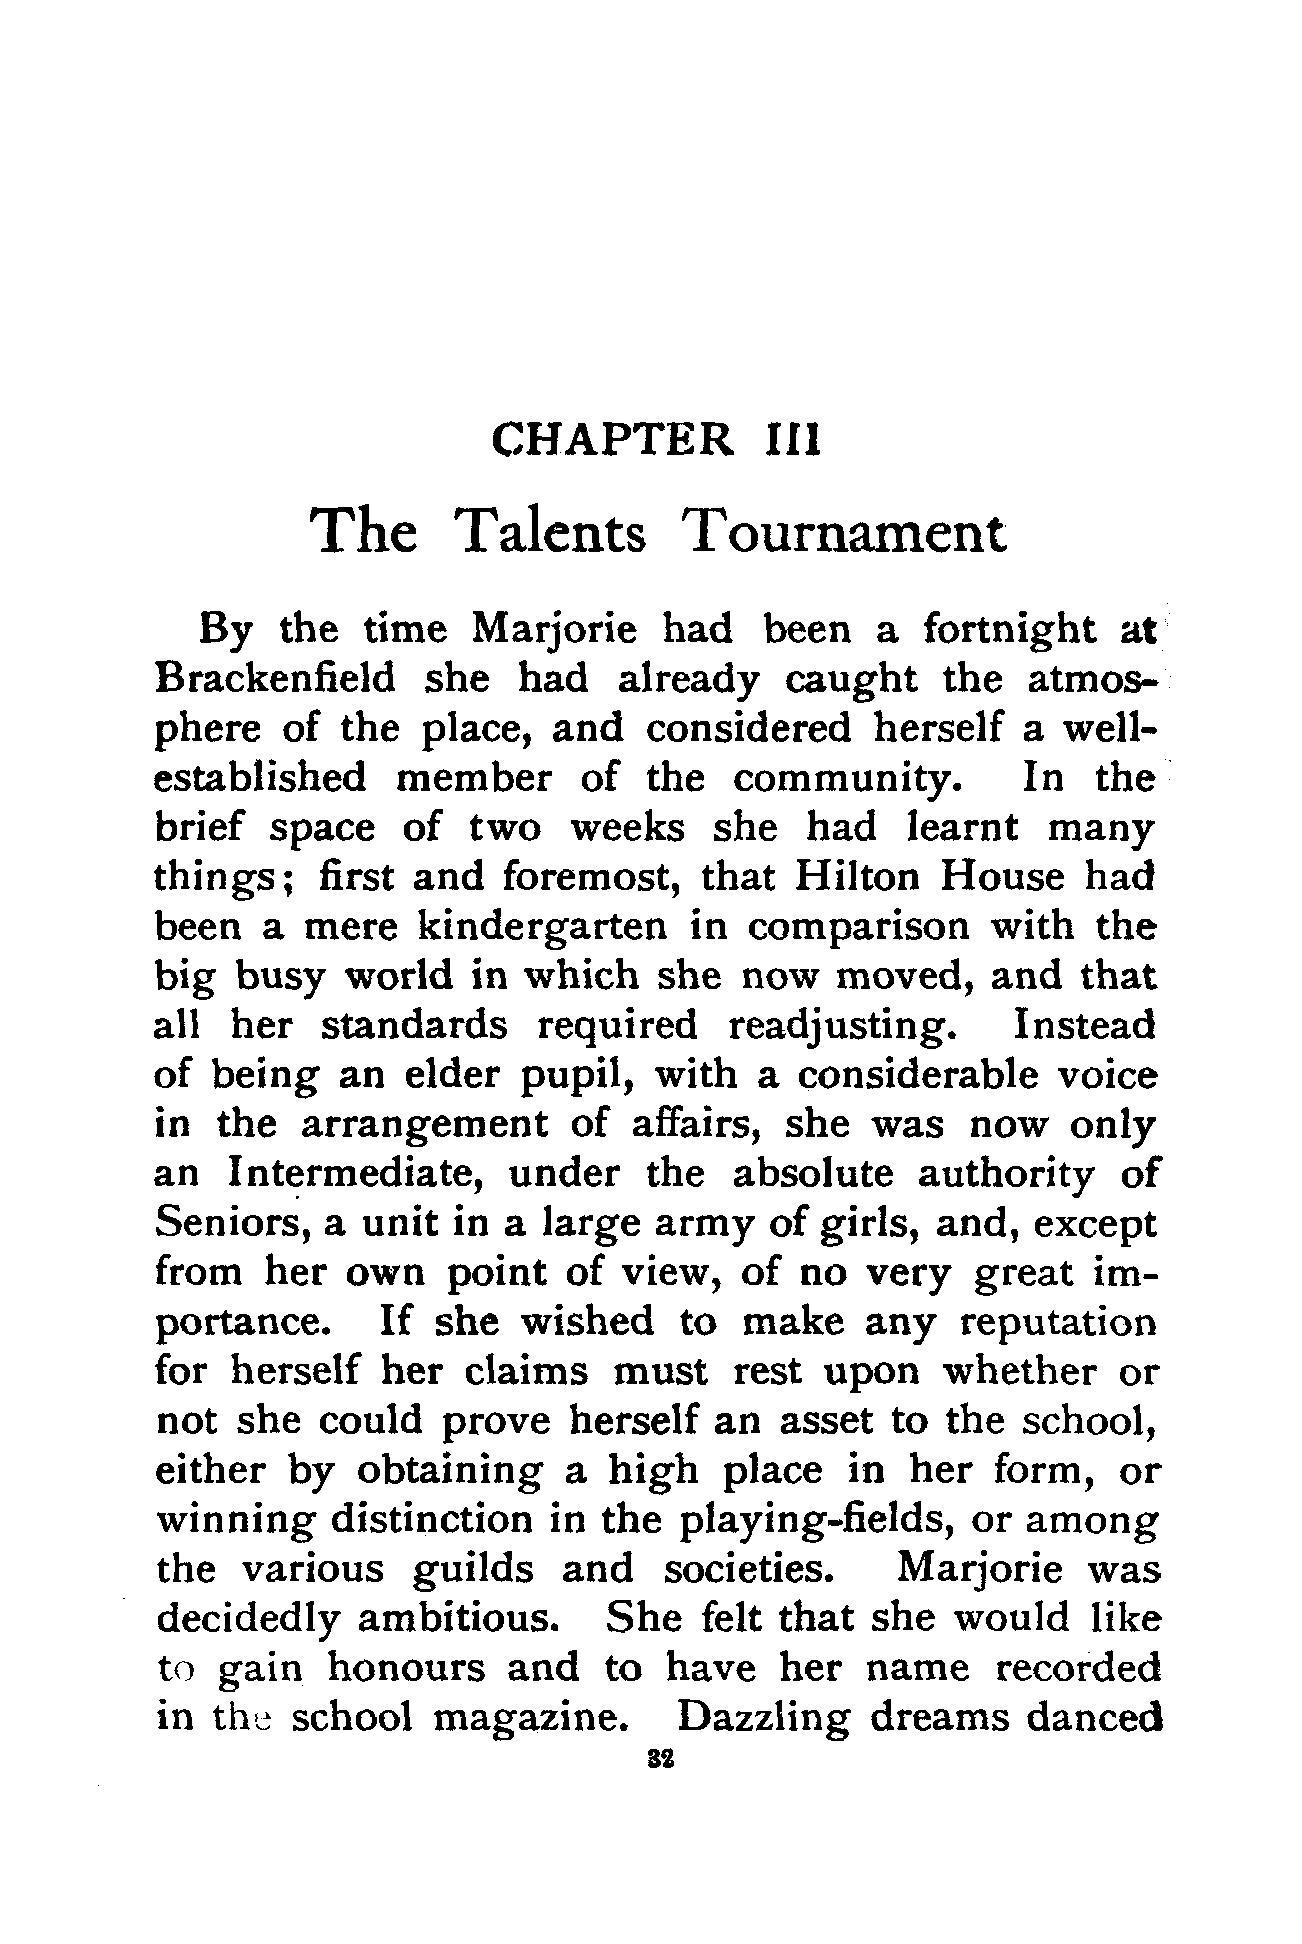 CHAPTER III
The Talents Tournament
By the time Marjorie had been a fortnight at
Brackenfield she had already caught the atmos-
phere of the place, and considered herself a well-
established member of the community. In the
brief space of two weeks she had learnt many
things; first and foremost, that Hilton House had
been a mere kindergarten in comparison with the
big busy world in which she now moved, and that
all her standards required readjusting. Instead
of being an elder pupil, with a considerable voice
in the arrangement of affairs, she was now only
an Intermediate, under the absolute authority of
Seniors, a unit in a large army of girls, and, except
from her own point of view, of no very great im-
portance. If she wished to make any reputation
for herself her claims must rest upon whether or
not she could prove herself an asset to the school,
either by obtaining a high place in her form, or
winning distinction in the playing-fields, or among
the various guilds and societies. Marjorie was
decidedly ambitious. She felt that she would like
to gain honours and to have her name recorded
in the school magazine. Dazzling dreams danced
32